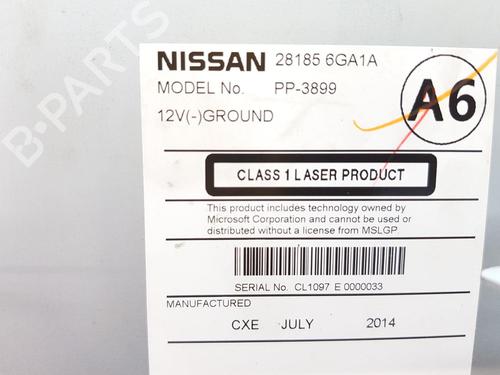 B-PARTS
NISSAN 28185 6GA1A
MODEL No. PP-3899
A6
12V(-)GROUND
CLASS 1 LASER PRODUCT
This product includes technology owned by
Microsoft Corporation and cannot be used or
distributed without a license from MSLGP.
SERIAL No. CL1097 E 0000033
MANUFACTURED
CXE JULY 2014